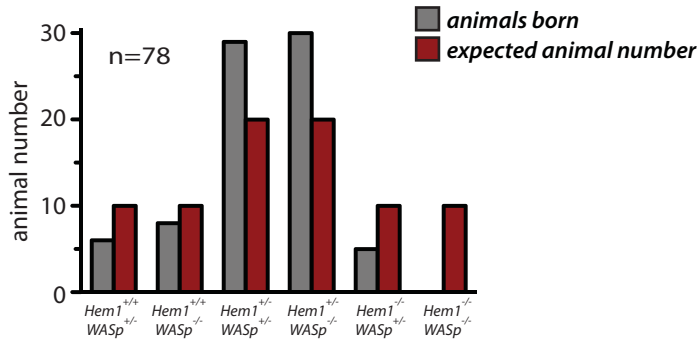 animals born
expected animal number
n=78
animal number
30
20
10
0
Hem1+/+ Hem1+/+ Hem1+/- Hem1+/- Hem1-/- Hem1-/-
WASp+/- WASp-/- WASp+/- WASp-/- WASp+/- WASp-/-